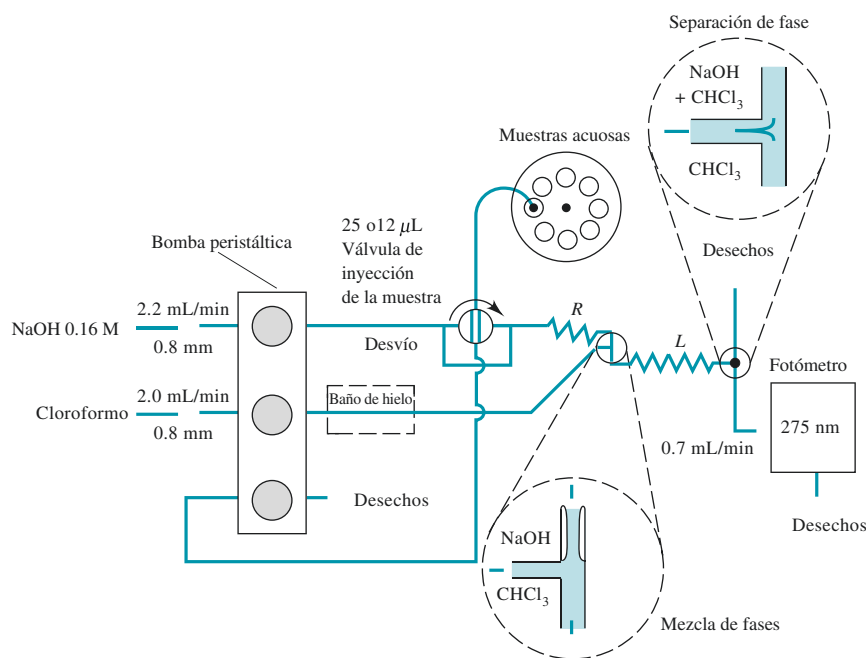 Separación de fase
NaOH
+ CHCl₃
CHCl₃
Muestras acuosas
25 o12 μL
Válvula de
inyección
de la muestra
Bomba peristáltica
Desechos
2.2 mL/min
NaOH 0.16 M
0.8 mm
Desvío
R
L
Fotómetro
2.0 mL/min
Cloroformo
0.8 mm
Baño de hielo
275 nm
0.7 mL/min
Desechos
Desechos
NaOH
CHCl₃
Mezcla de fases